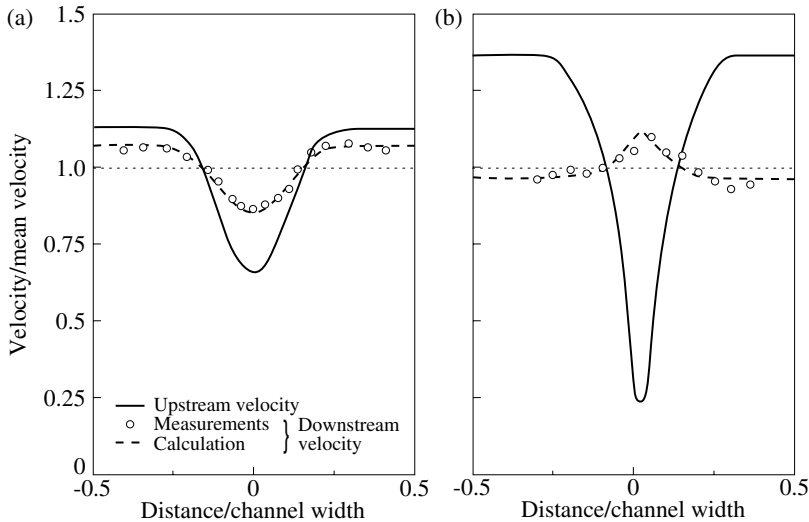 (a)
(b)
1.5
1.25
1.0
0.75
0.5
0.25
0
Velocity/mean velocity
Upstream velocity
Measurements } Downstream
Calculation velocity
-0.5 0 0.5
Distance/channel width
-0.5 0 0.5
Distance/channel width